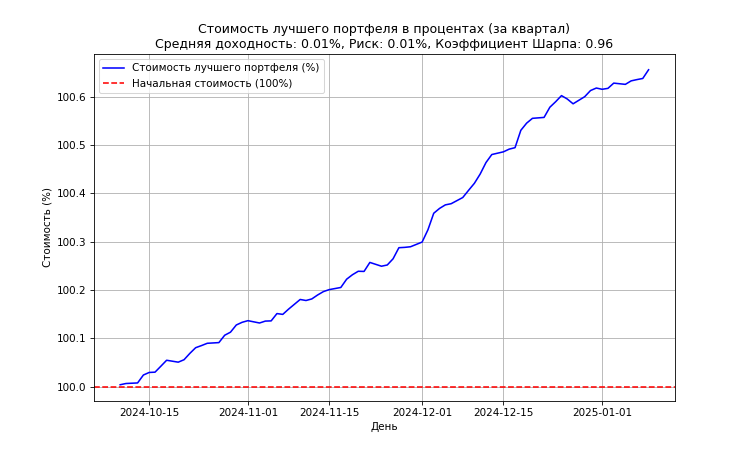 Стоимость лучшего портфеля в процентах (за квартал)
Средняя доходность: 0.01%, Риск: 0.01%, Коэффициент Шарпа: 0.96
Стоимость лучшего портфеля (%)
Начальная стоимость (100%)
Стоимость (%)
100.6
100.5
100.4
100.3
100.2
100.1
100.0
2024-10-15
2024-11-01
2024-11-15
2024-12-01
2024-12-15
2025-01-01
День